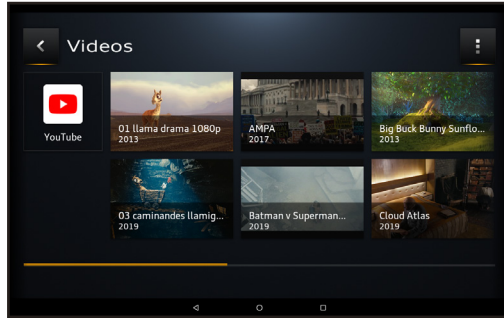 Videos
YouTube
01 llama drama 1080p
2013
AMPA
2017
Big Buck Bunny Sunflo...
2013
03 caminandes llamig...
2019
Batman v Superman...
2019
Cloud Atlas
2019